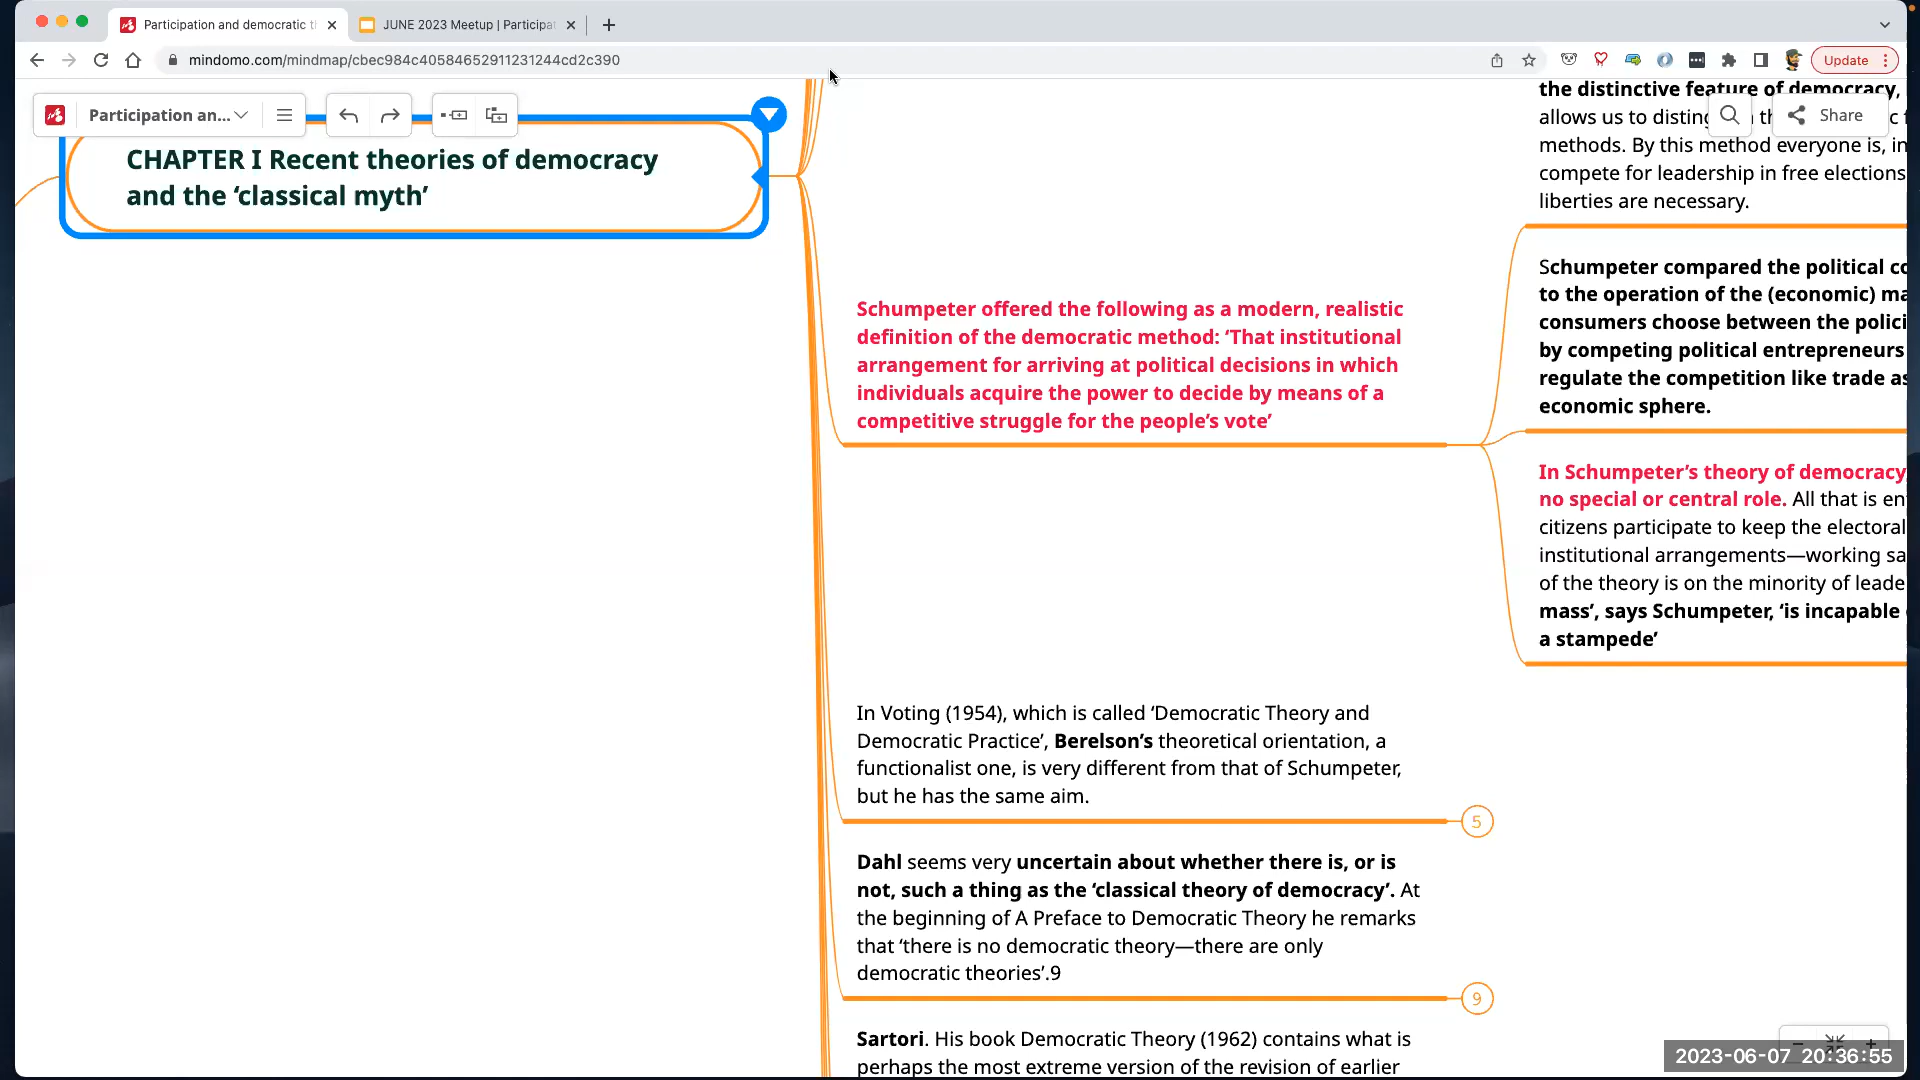 Participation and democratic t
JUNE 2023 Meetup | Participa
mindomo.com/mindmap/cbec984c40584652911231244cd2c390
Update
Participation an...
Share
CHAPTER I Recent theories of democracy
and the ‘classical myth’
the distinctive feature of democracy,
allows us to disting
methods. By this method everyone is, in
compete for leadership in free elections
liberties are necessary.
Schumpeter offered the following as a modern, realistic
definition of the democratic method: ‘That institutional
arrangement for arriving at political decisions in which
individuals acquire the power to decide by means of a
competitive struggle for the people’s vote’
Schumpeter compared the political co
to the operation of the (economic) ma
consumers choose between the polici
by competing political entrepreneurs
regulate the competition like trade as
economic sphere.
In Schumpeter’s theory of democracy,
no special or central role. All that is en
citizens participate to keep the electoral
institutional arrangements—working sa
of the theory is on the minority of leade
mass’, says Schumpeter, ‘is incapable
a stampede’
In Voting (1954), which is called ‘Democratic Theory and
Democratic Practice’, Berelson’s theoretical orientation, a
functionalist one, is very different from that of Schumpeter,
but he has the same aim.
5
Dahl seems very uncertain about whether there is, or is
not, such a thing as the ‘classical theory of democracy’. At
the beginning of A Preface to Democratic Theory he remarks
that ‘there is no democratic theory—there are only
democratic theories’.9
9
Sartori. His book Democratic Theory (1962) contains what is
perhaps the most extreme version of the revision of earlier
2023-06-07 20:36:55